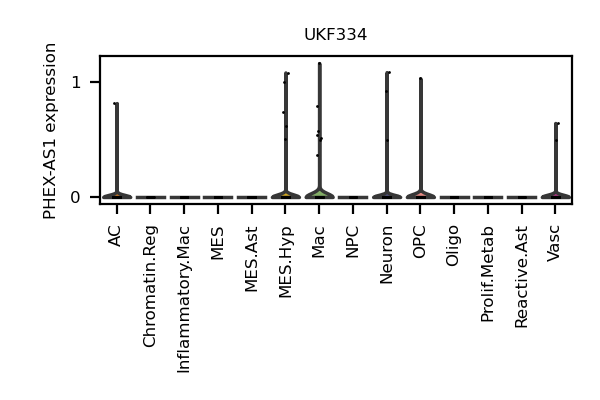 UKF334
PHEX-AS1 expression
1
0
AC
Chromatin.Reg
Inflammatory.Mac
MES
MES.Ast
MES.Hyp
Mac
NPC
Neuron
OPC
Oligo
Prolif.Metab
Reactive.Ast
Vasc